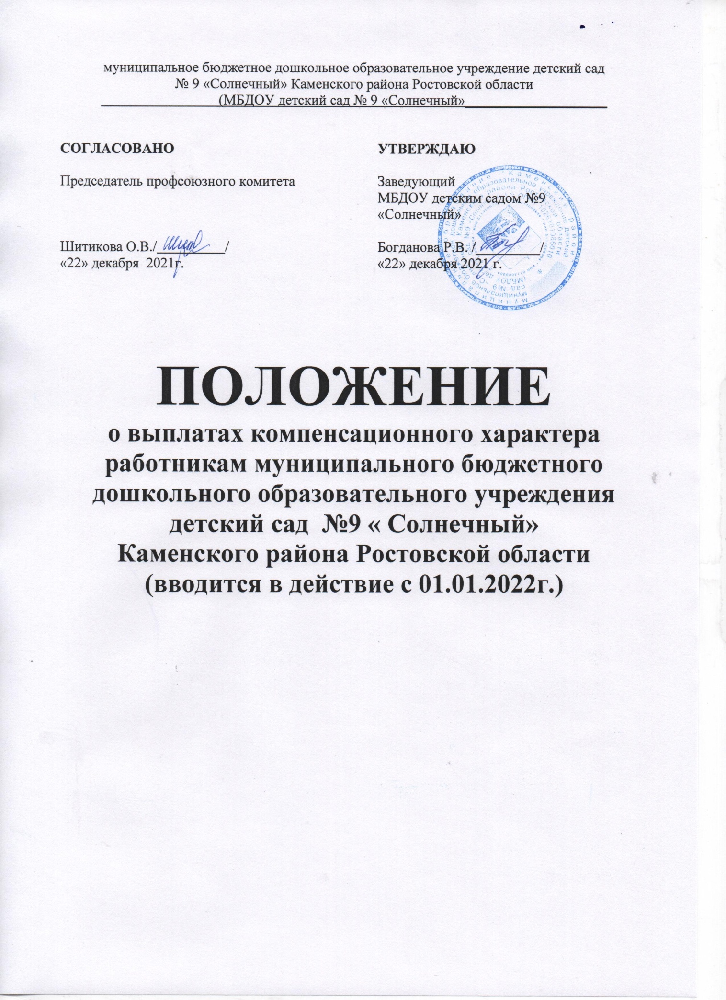 муниципальное бюджетное дошкольное образовательное учреждение детский сад
№ 9 «Солнечный» Каменского района Ростовской области
(МБДОУ детский сад № 9 «Солнечный»
СОГЛАСОВАНО
Председатель профсоюзного комитета
Шитикова О.В./__________/
«22» декабря 2021г.
УТВЕРЖДАЮ
Заведующий
МБДОУ детским садом №9
«Солнечный»
Богданова Р.В. /__________/
«22» декабря 2021 г.
ПОЛОЖЕНИЕ
о выплатах компенсационного характера
работникам муниципального бюджетного
дошкольного образовательного учреждения
детский сад №9 « Солнечный»
Каменского района Ростовской области
(вводится в действие с 01.01.2022г.)